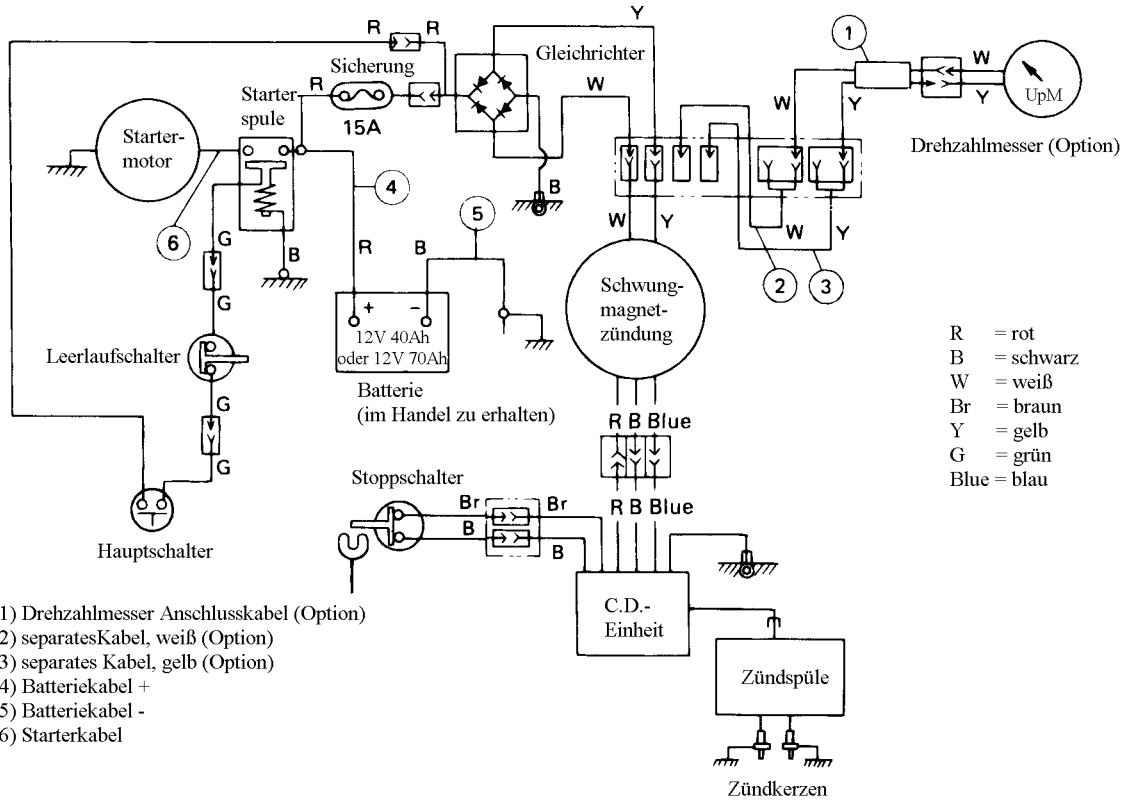 R
R
Y
Gleichrichter
1
W
W
Y
Y
UpM
Drehzahlmesser (Option)
Sicherung
R
15A
Starter
spule
W
Starter-
motor
B
4
5
6
G
B
R
B
W
Y
W
Y
2
3
G
+
−
12V 40Ah
oder 12V 70Ah
Batterie
(im Handel zu erhalten)
Schwung-
magnet-
zündung
Leerlaufschalter
G
G
R = rot
B = schwarz
W = weiß
Br = braun
Y = gelb
G = grün
Blue = blau
R B Blue
Stoppschalter
Br
Br
B
B
R B Blue
Hauptschalter
C.D.-
Einheit
Zündspüle
Zündkerzen
1) Drehzahlmesser Anschlusskabel (Option)
2) separatesKabel, weiß (Option)
3) separates Kabel, gelb (Option)
4) Batteriekabel +
5) Batteriekabel -
6) Starterkabel